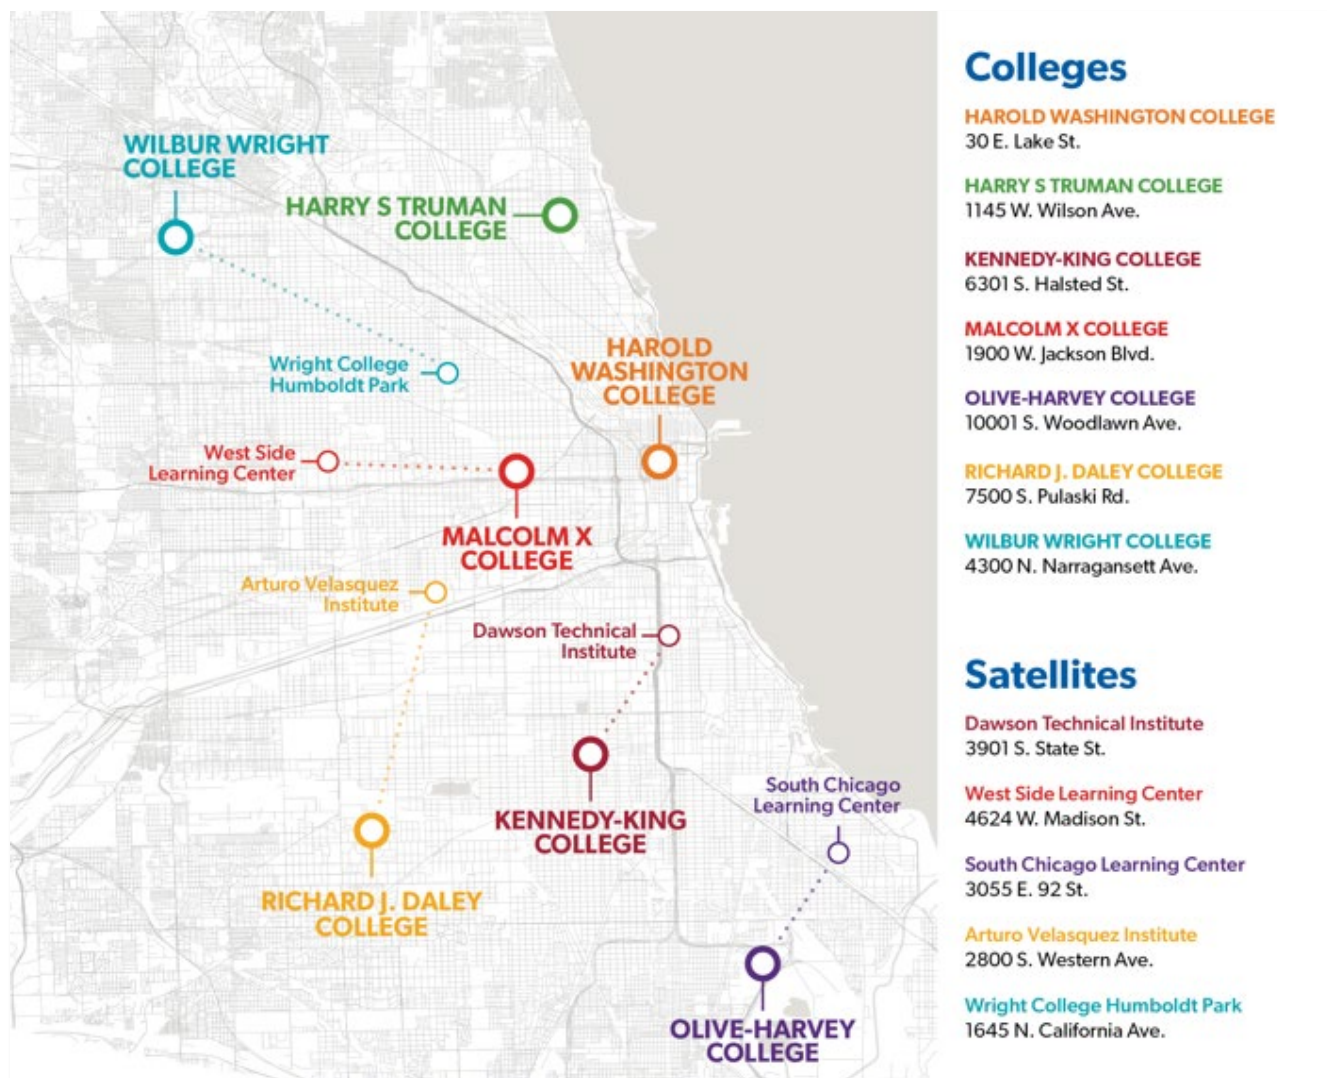 WILBUR WRIGHT
COLLEGE
HARRY S TRUMAN
COLLEGE
Wright College
Humboldt Park
HAROLD
WASHINGTON
COLLEGE
West Side
Learning Center
MALCOLM X
COLLEGE
Arturo Velasquez
Institute
Dawson Technical
Institute
KENNEDY-KING
COLLEGE
South Chicago
Learning Center
RICHARD J. DALEY
COLLEGE
OLIVE-HARVEY
COLLEGE
Colleges
HAROLD WASHINGTON COLLEGE
30 E. Lake St.
HARRY S TRUMAN COLLEGE
1145 W. Wilson Ave.
KENNEDY-KING COLLEGE
6301 S. Halsted St.
MALCOLM X COLLEGE
1900 W. Jackson Blvd.
OLIVE-HARVEY COLLEGE
10001 S. Woodlawn Ave.
RICHARD J. DALEY COLLEGE
7500 S. Pulaski Rd.
WILBUR WRIGHT COLLEGE
4300 N. Narragansett Ave.
Satellites
Dawson Technical Institute
3901 S. State St.
West Side Learning Center
4624 W. Madison St.
South Chicago Learning Center
3055 E. 92 St.
Arturo Velasquez Institute
2800 S. Western Ave.
Wright College Humboldt Park
1645 N. California Ave.